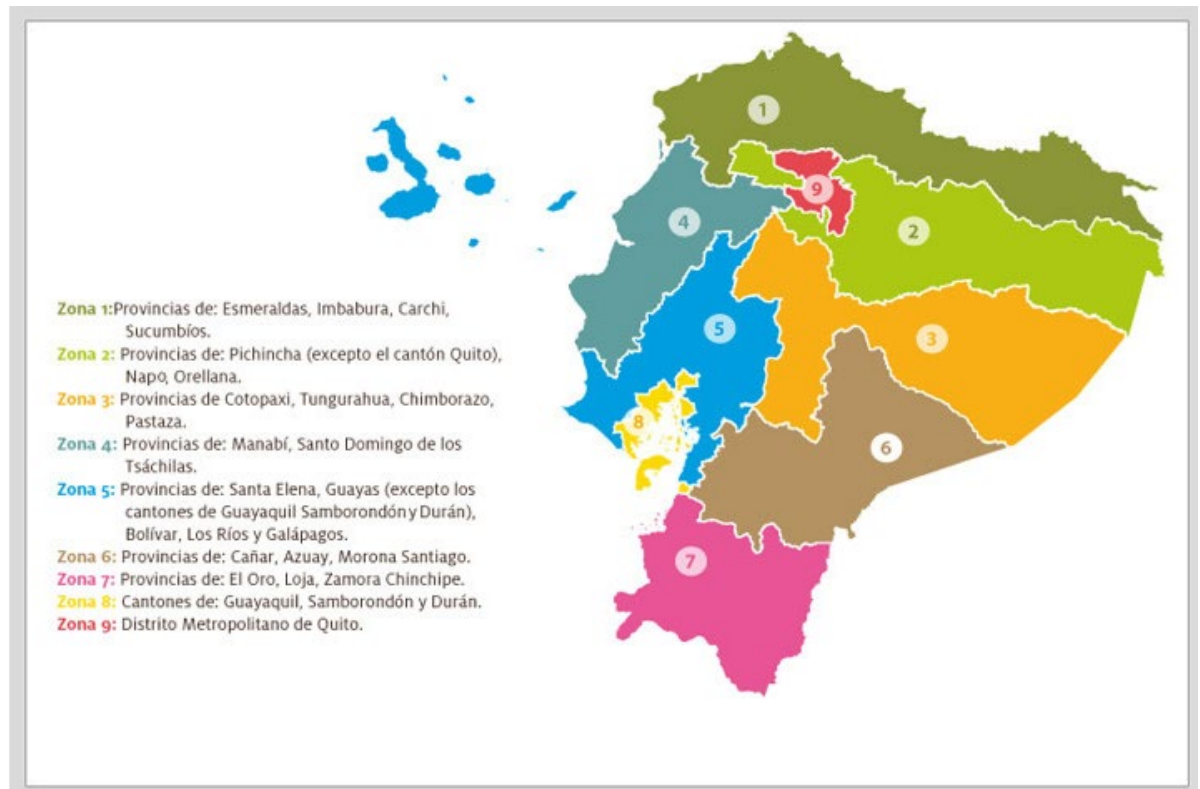 1
9
4
2
5
3
8
6
7
Zona 1:Provincias de: Esmeraldas, Imbabura, Carchi,
Sucumbíos.
Zona 2: Provincias de: Pichincha (excepto el cantón Quito),
Napo, Orellana.
Zona 3: Provincias de Cotopaxi, Tungurahua, Chimborazo,
Pastaza.
Zona 4: Provincias de: Manabí, Santo Domingo de los
Tsáchilas.
Zona 5: Provincias de: Santa Elena, Guayas (excepto los
cantones de Guayaquil Samborondón y Durán),
Bolívar, Los Ríos y Galápagos.
Zona 6: Provincias de: Cañar, Azuay, Morona Santiago.
Zona 7: Provincias de: El Oro, Loja, Zamora Chinchipe.
Zona 8: Cantones de: Guayaquil, Samborondón y Durán.
Zona 9: Distrito Metropolitano de Quito.